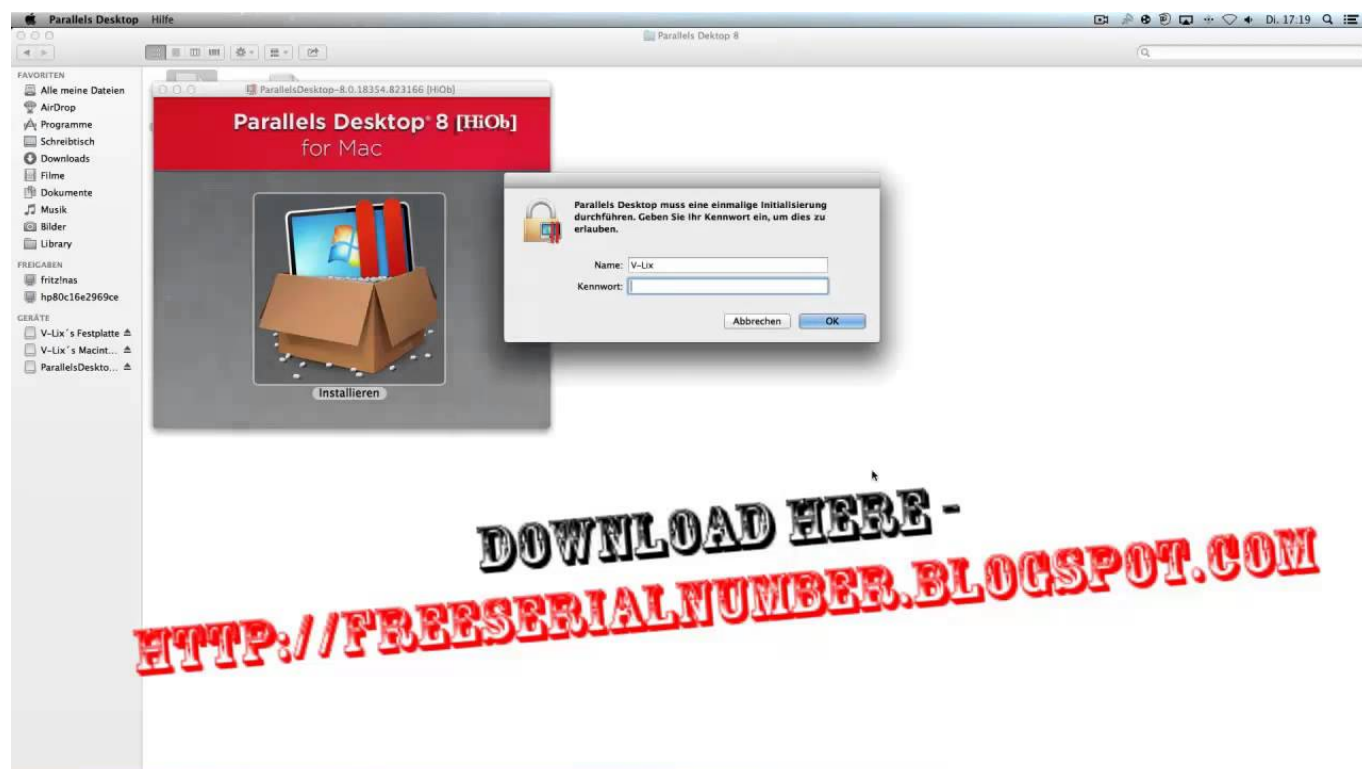 Parallels Desktop Hilfe Di. 17:19
Parallels Dektop 8
FAVORITEN
Alle meine Dateien
AirDrop
Programme
Schreibtisch
Downloads
Filme
Dokumente
Musik
Bilder
Library
FREIGABEN
fritz!nas
hp80c16e2969ce
GERÄTE
V-Lix´s Festplatte
V-Lix´s Macint...
ParallelsDeskto...
ParallelsDesktop-8.0.18354.823166 [HiOb]
Parallels Desktop® 8 [HiOb]
for Mac
Installieren
Parallels Desktop muss eine einmalige Initialisierung
durchführen. Geben Sie Ihr Kennwort ein, um dies zu
erlauben.
Name: V-Lix
Kennwort:
Abbrechen OK
DOWNLOAD HERE -
HTTP://FREESERIALNUMBER.BLOGSPOT.COM